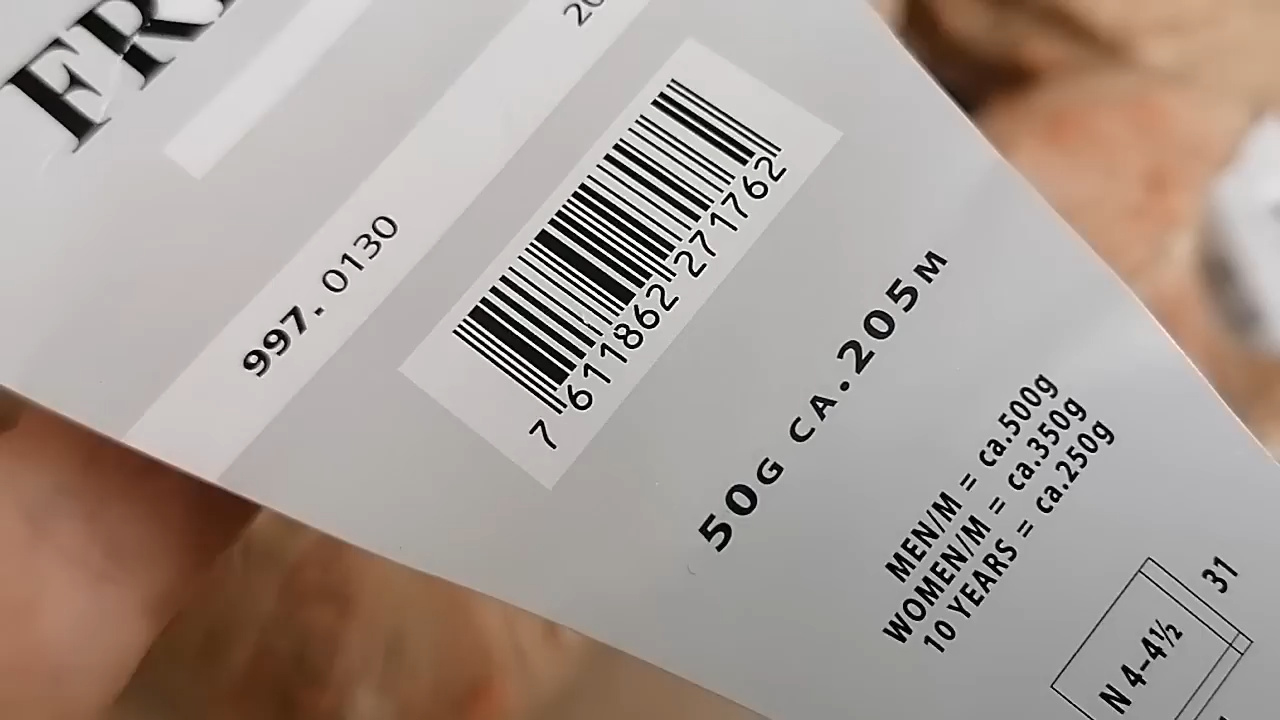 FR
20
997. 0130
7 611862 271762
50G CA. 205M
MEN/M = ca.500g
WOMEN/M = ca.350g
10 YEARS = ca.250g
31
N 4–4½